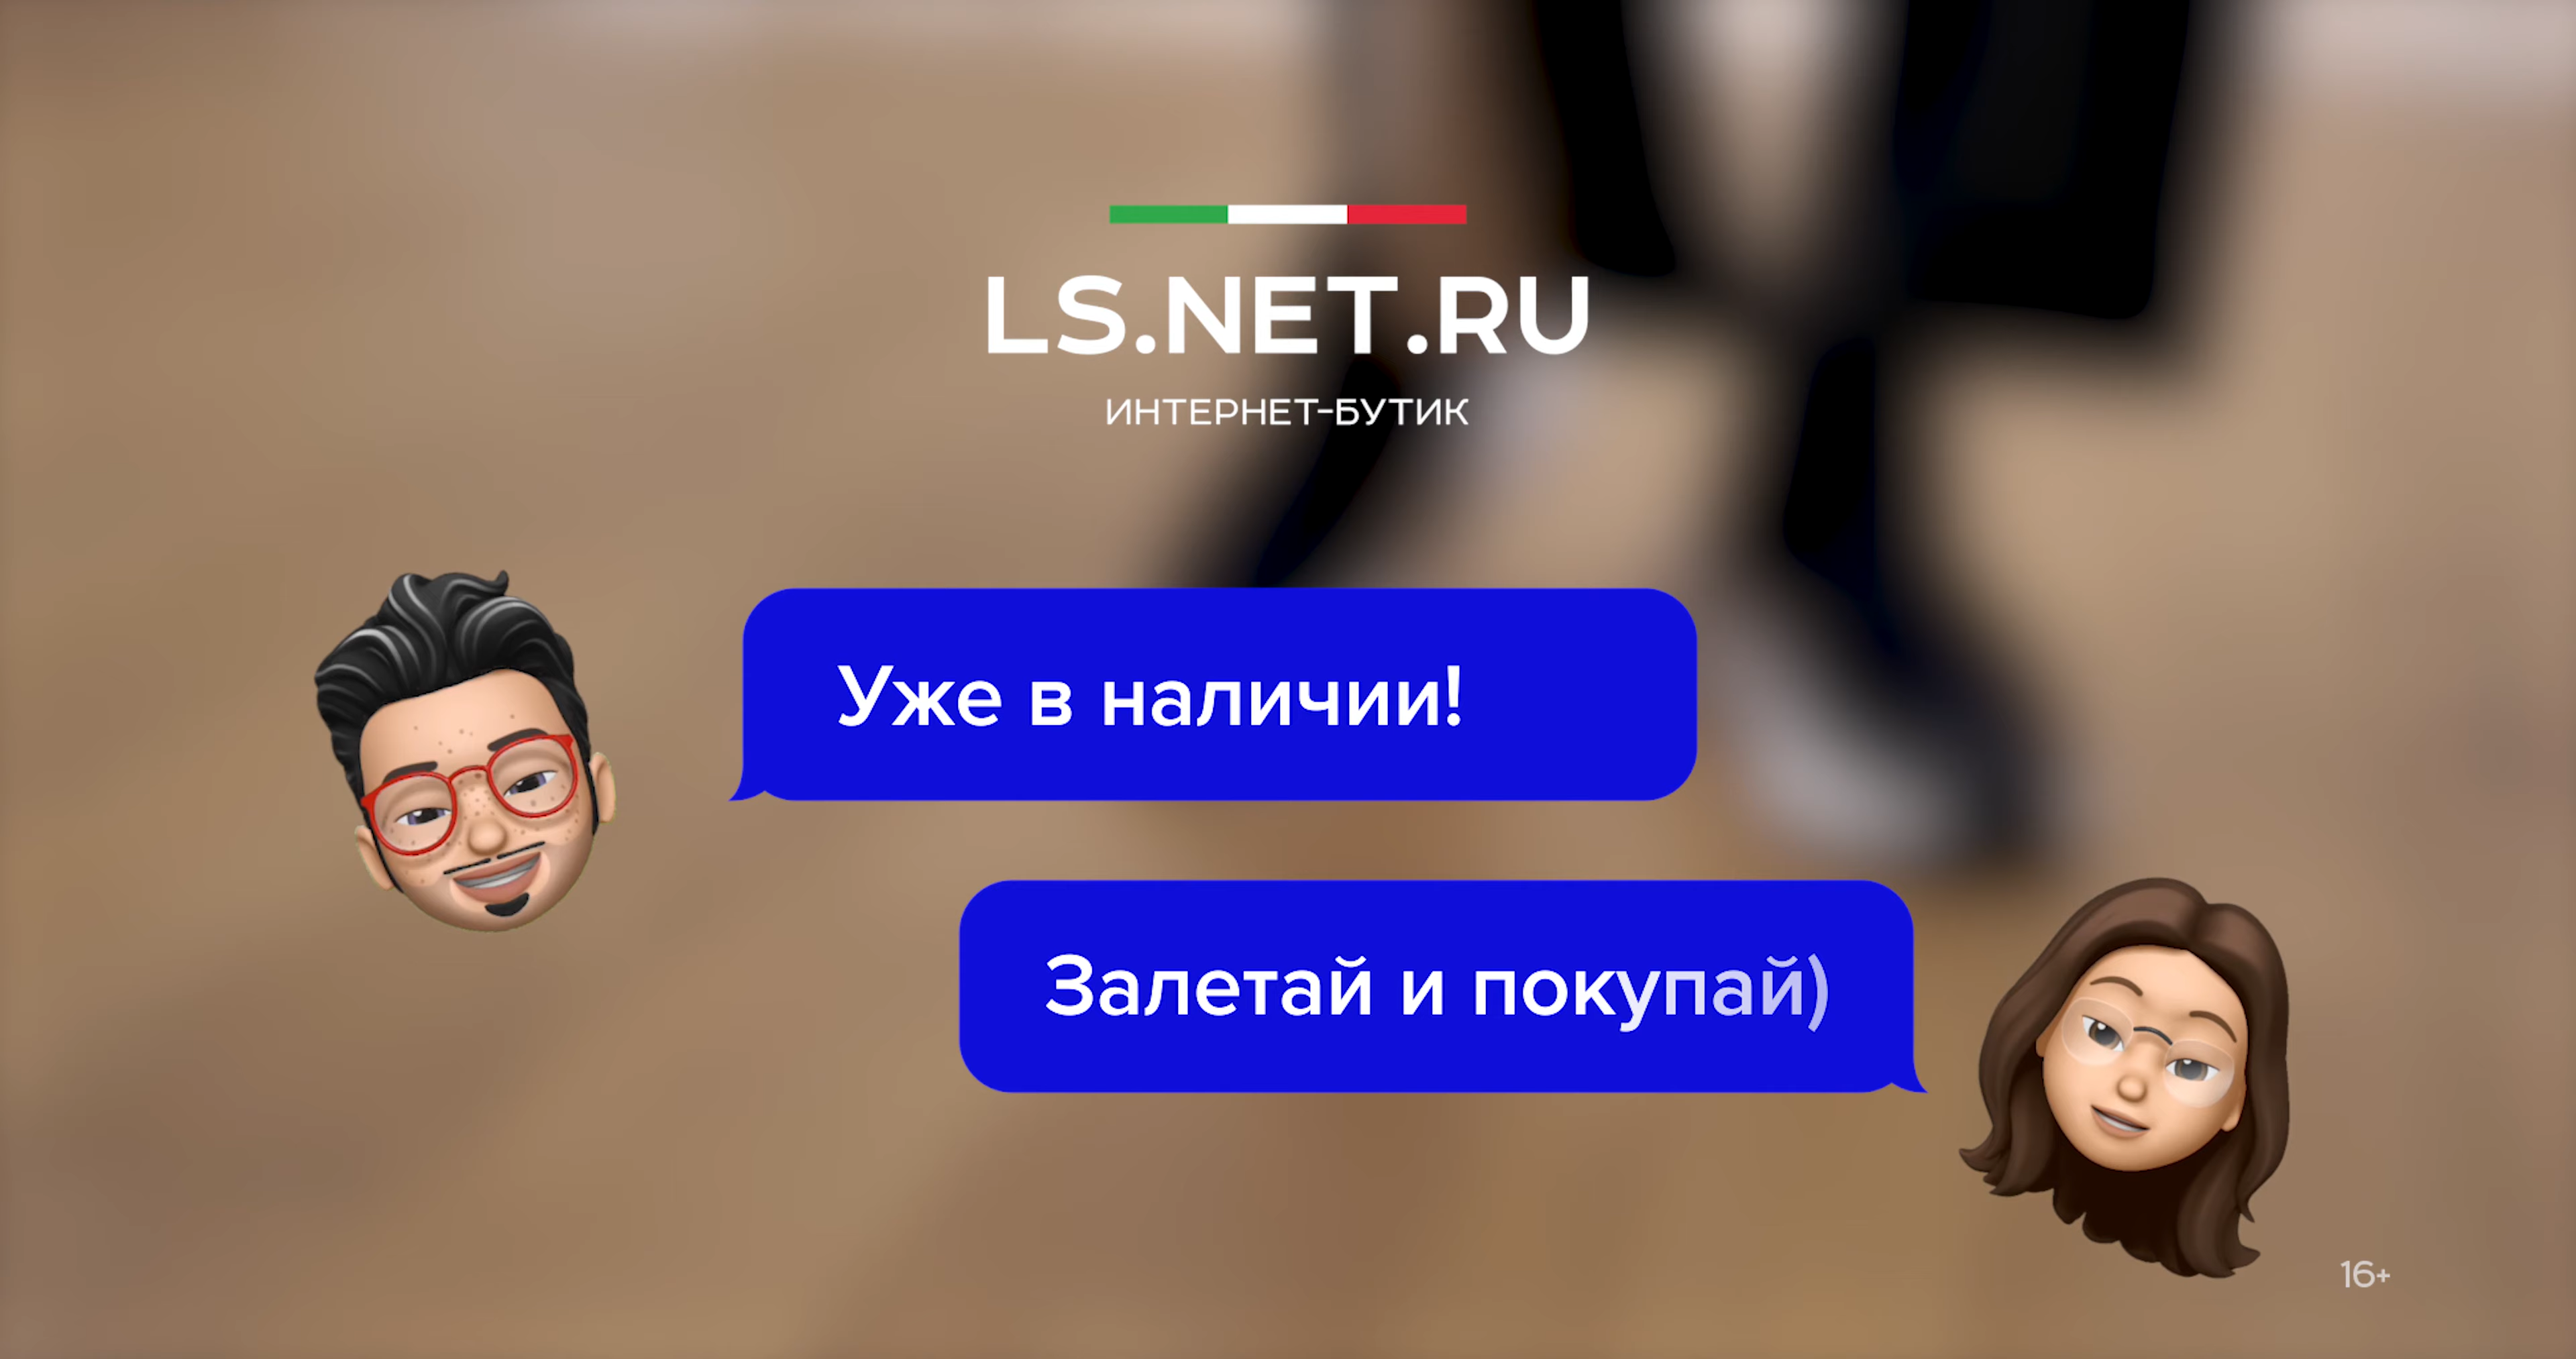 LS.NET.RU
ИНТЕРНЕТ-БУТИК
Уже в наличии!
Залетай и покупай)
16+